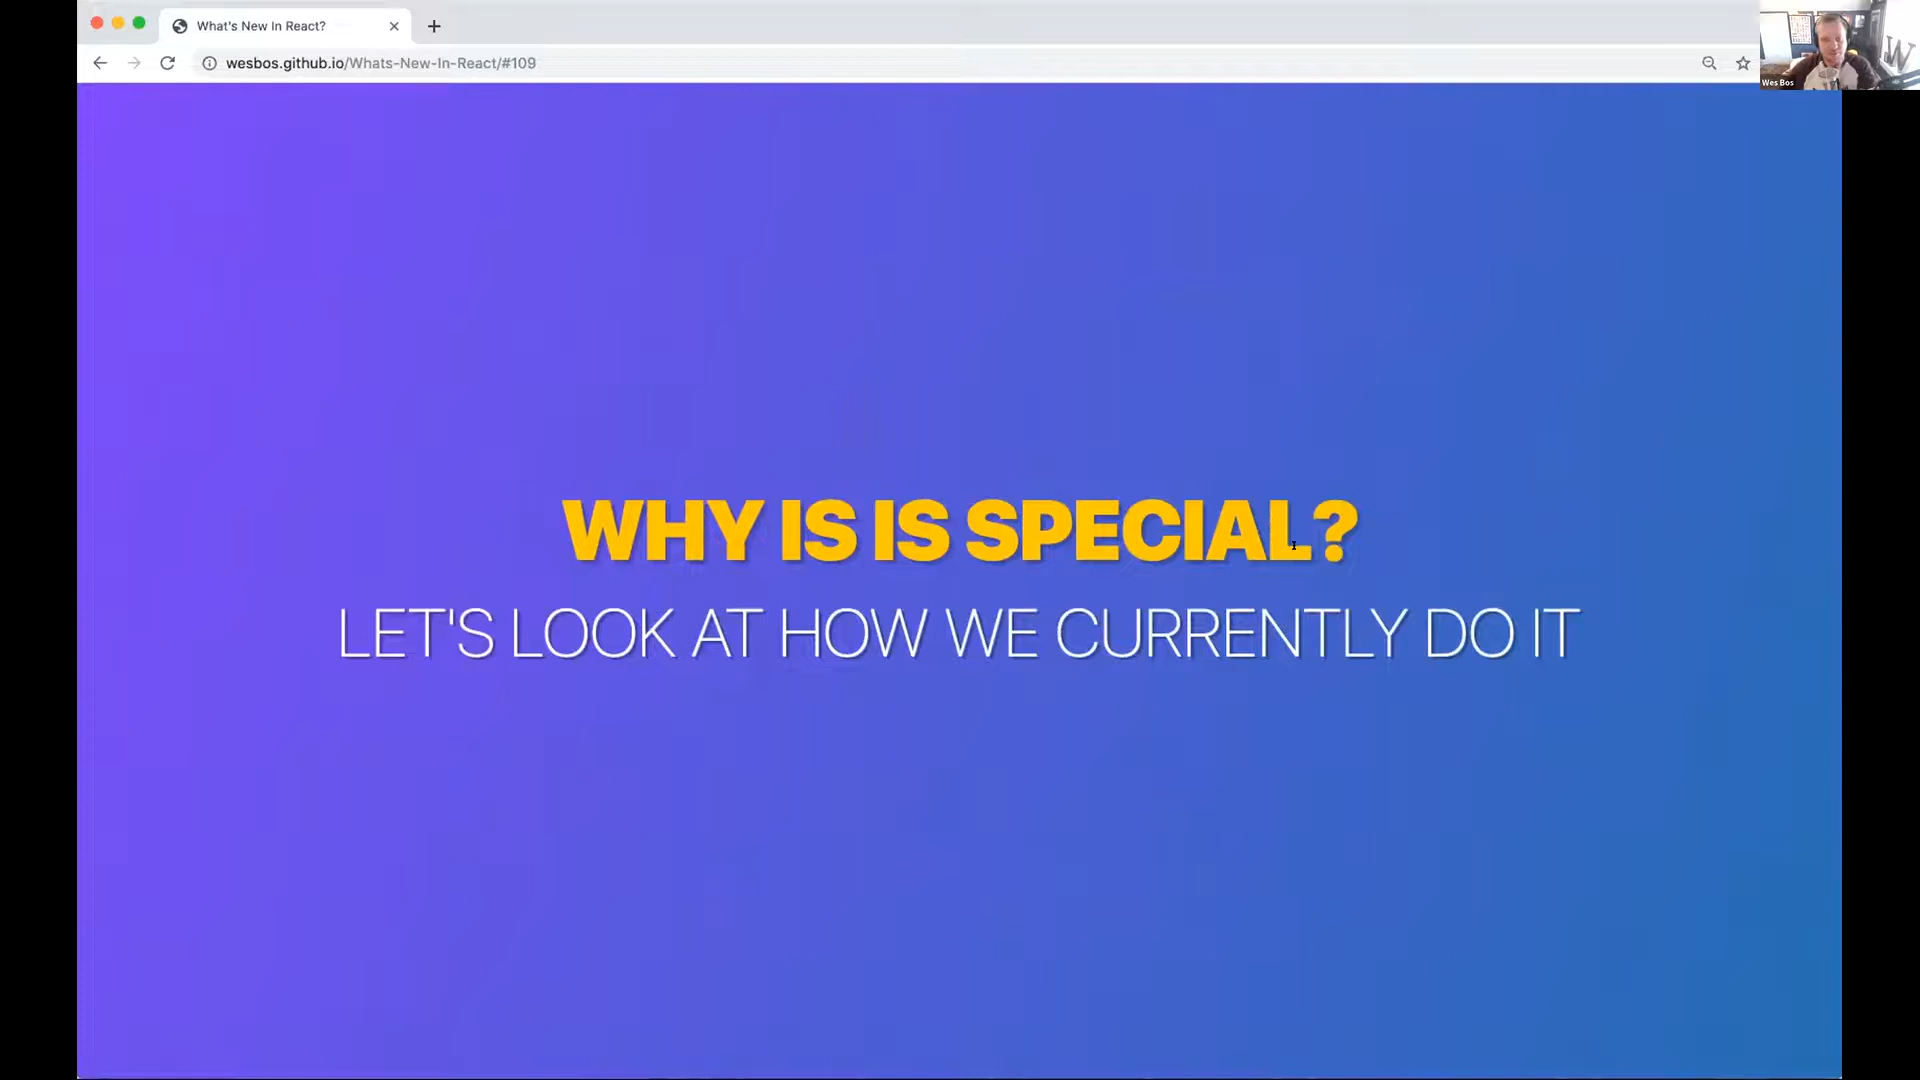 What's New In React?
wesbos.github.io/Whats-New-In-React/#109
Wes Bos
WHY IS IS SPECIAL?
LET'S LOOK AT HOW WE CURRENTLY DO IT